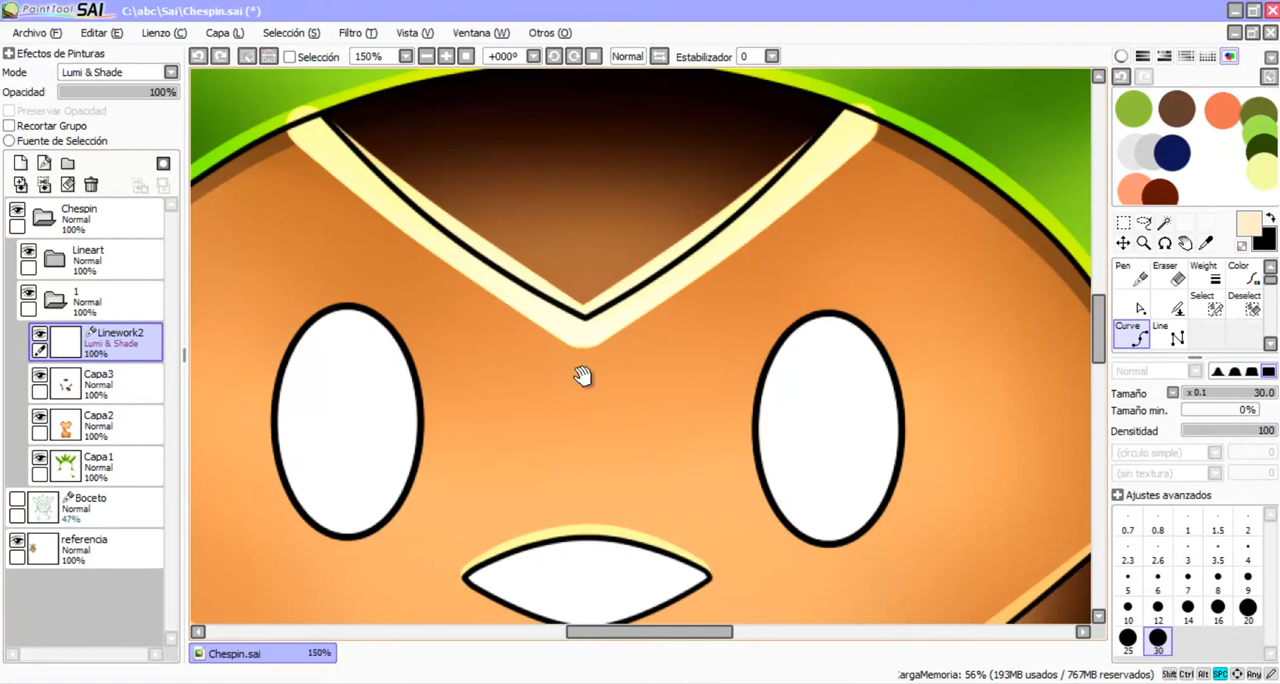 PaintTool SAI C:\abc\Sai\Chespin.sai (*)
Archivo (F) Editar (E) Lienzo (C) Capa (L) Selección (S) Filtro (T) Vista (V) Ventana (W) Otros (O)
Efectos de Pinturas
Selección 150% +000º Normal Estabilizador 0
Mode Lumi & Shade
Opacidad 100%
Preservar Opacidad
Recortar Grupo
Fuente de Selección
Chespin
Normal
100%
Lineart
Normal
100%
1
Normal
100%
Linework2
Lumi & Shade
100%
Capa3
Normal
100%
Capa2
Normal
100%
Capa1
Normal
100%
Boceto
Normal
47%
referencia
Normal
100%
Pen Eraser Weight Color
Select Deselect
Curve Line
Normal
Tamaño x 0.1 30.0
Tamaño min. 0%
Densitidad 100
(círculo simple) 0
(sin textura) 0
Ajustes avanzados
0.7 0.8 1 1.5 2
2.3 2.6 3 3.5 4
5 6 7 8 9
10 12 14 16 20
25 30
Chespin.sai 150%
CargaMemoria: 56% (193MB usados / 767MB reservados) Shift Ctrl Alt SPC Any